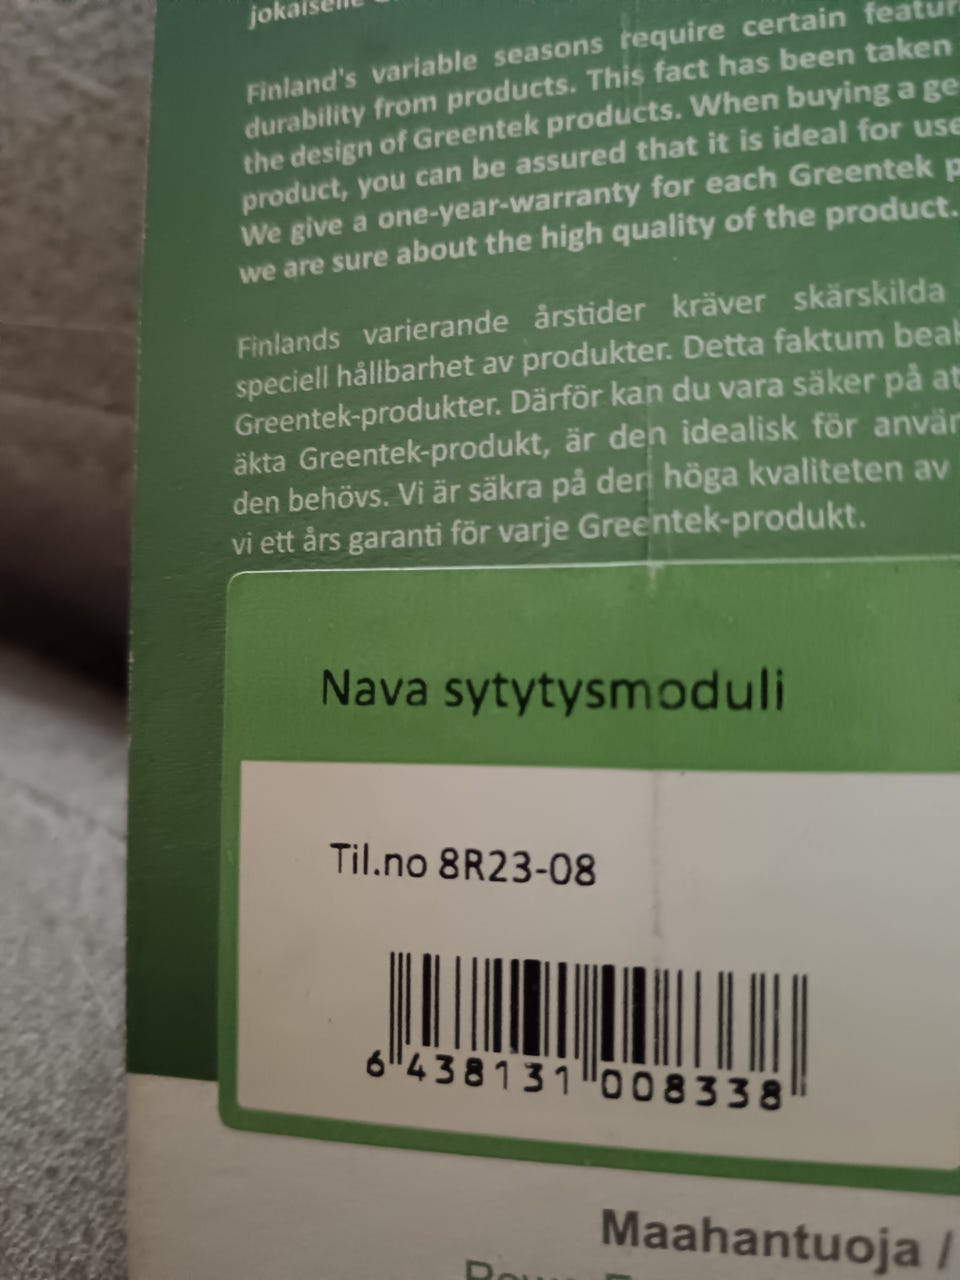 jokaiselle
Finland's variable seasons require certain
durability from products. This fact has been taken
the design of Greentek products. When buying a
product, you can be assured that it is ideal for
We give a one-year-warranty for each Greentek
we are sure about the high quality of the product.
Finlands varierande årstider kräver skärskilda
speciell hållbarhet av produkter. Detta faktum
Greentek-produkter. Därför kan du vara säker på
äkta Greentek-produkt, är den idealisk för
den behövs. Vi är säkra på den höga kvaliteten av
vi ett års garanti för varje Greentek-produkt.
Nava sytytysmoduli
Til.no 8R23-08
6 438131 008338
Maahantuoja /